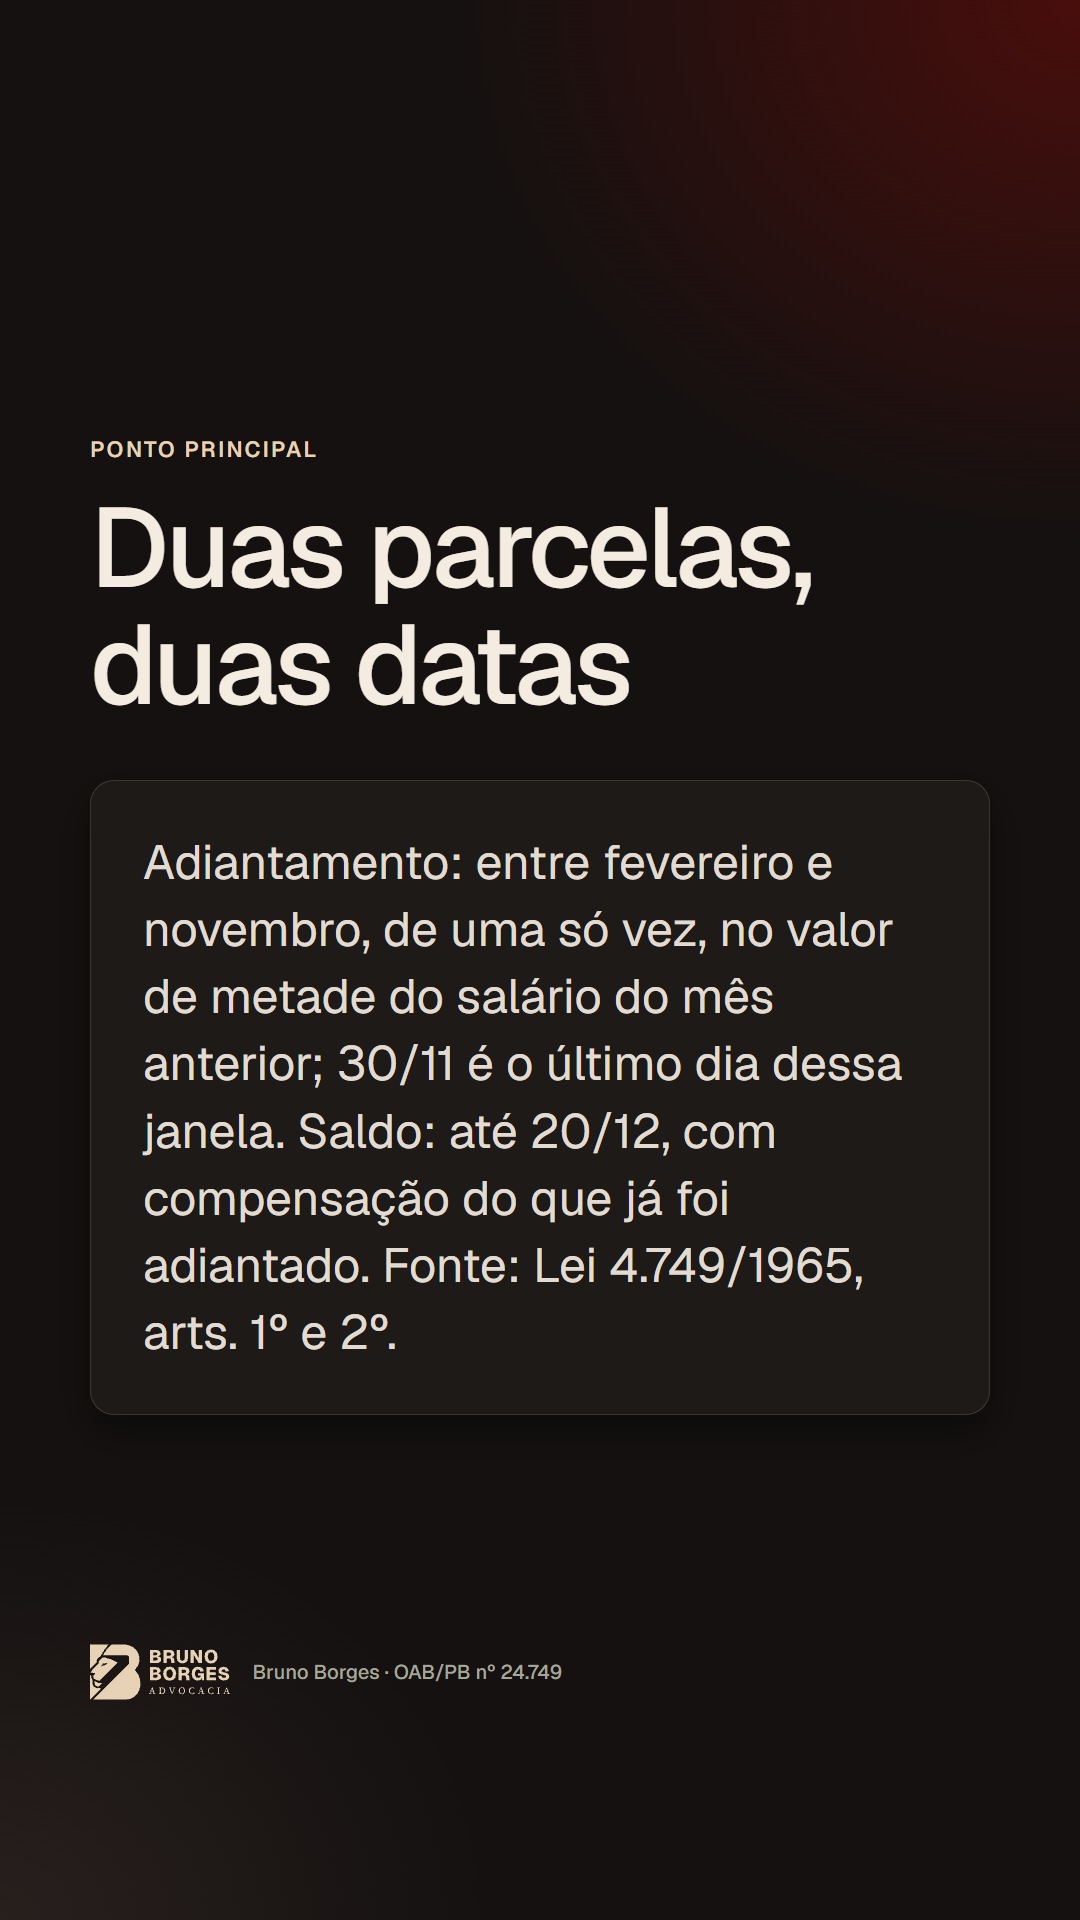 PONTO PRINCIPAL
Duas parcelas,
duas datas
Adiantamento: entre fevereiro e
novembro, de uma só vez, no valor
de metade do salário do mês
anterior; 30/11 é o último dia dessa
janela. Saldo: até 20/12, com
compensação do que já foi
adiantado. Fonte: Lei 4.749/1965,
arts. 1º e 2º.
BRUNO
BORGES
ADVOCACIA
Bruno Borges · OAB/PB nº 24.749